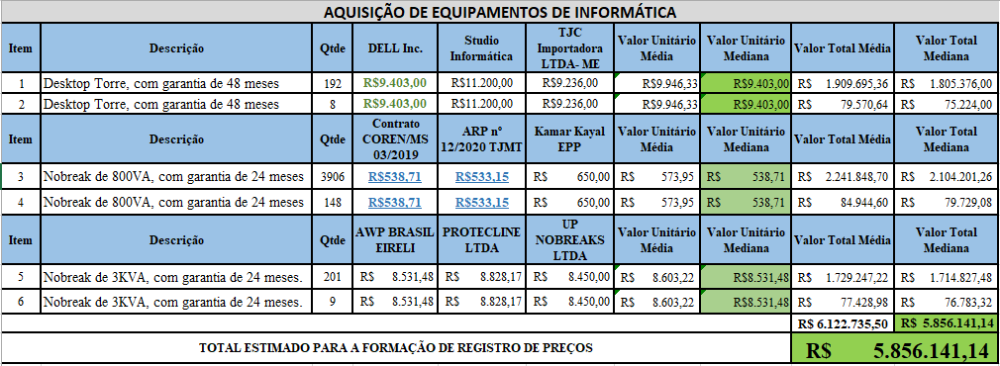 AQUISIÇÃO DE EQUIPAMENTOS DE INFORMÁTICA
Item Descrição Qtde DELL Inc. Studio Informática TJC Importadora LTDA- ME Valor Unitário Média Valor Unitário Mediana Valor Total Média Valor Total Mediana
1 Desktop Torre, com garantia de 48 meses 192 R$9.403,00 R$11.200,00 R$9.236,00 R$9.946,33 R$9.403,00 R$ 1.909.695,36 R$ 1.805.376,00
2 Desktop Torre, com garantia de 48 meses 8 R$9.403,00 R$11.200,00 R$9.236,00 R$9.946,33 R$9.403,00 R$ 79.570,64 R$ 75.224,00
Item Descrição Qtde Contrato COREN/MS 03/2019 ARP nº 12/2020 TJMT Kamar Kayal EPP Valor Unitário Média Valor Unitário Mediana Valor Total Média Valor Total Mediana
3 Nobreak de 800VA, com garantia de 24 meses 3906 R$538,71 R$533,15 R$ 650,00 R$ 573,95 R$ 538,71 R$ 2.241.848,70 R$ 2.104.201,26
4 Nobreak de 800VA, com garantia de 24 meses 148 R$538,71 R$533,15 R$ 650,00 R$ 573,95 R$ 538,71 R$ 84.944,60 R$ 79.729,08
Item Descrição Qtde AWP BRASIL EIRELI PROTECLINE LTDA UP NOBREAKS LTDA Valor Unitário Média Valor Unitário Mediana Valor Total Média Valor Total Mediana
5 Nobreak de 3KVA, com garantia de 24 meses. 201 R$ 8.531,48 R$ 8.828,17 R$ 8.450,00 R$ 8.603,22 R$8.531,48 R$ 1.729.247,22 R$ 1.714.827,48
6 Nobreak de 3KVA, com garantia de 24 meses. 9 R$ 8.531,48 R$ 8.828,17 R$ 8.450,00 R$ 8.603,22 R$8.531,48 R$ 77.428,98 R$ 76.783,32
R$ 6.122.735,50 R$ 5.856.141,14
TOTAL ESTIMADO PARA A FORMAÇÃO DE REGISTRO DE PREÇOS R$ 5.856.141,14